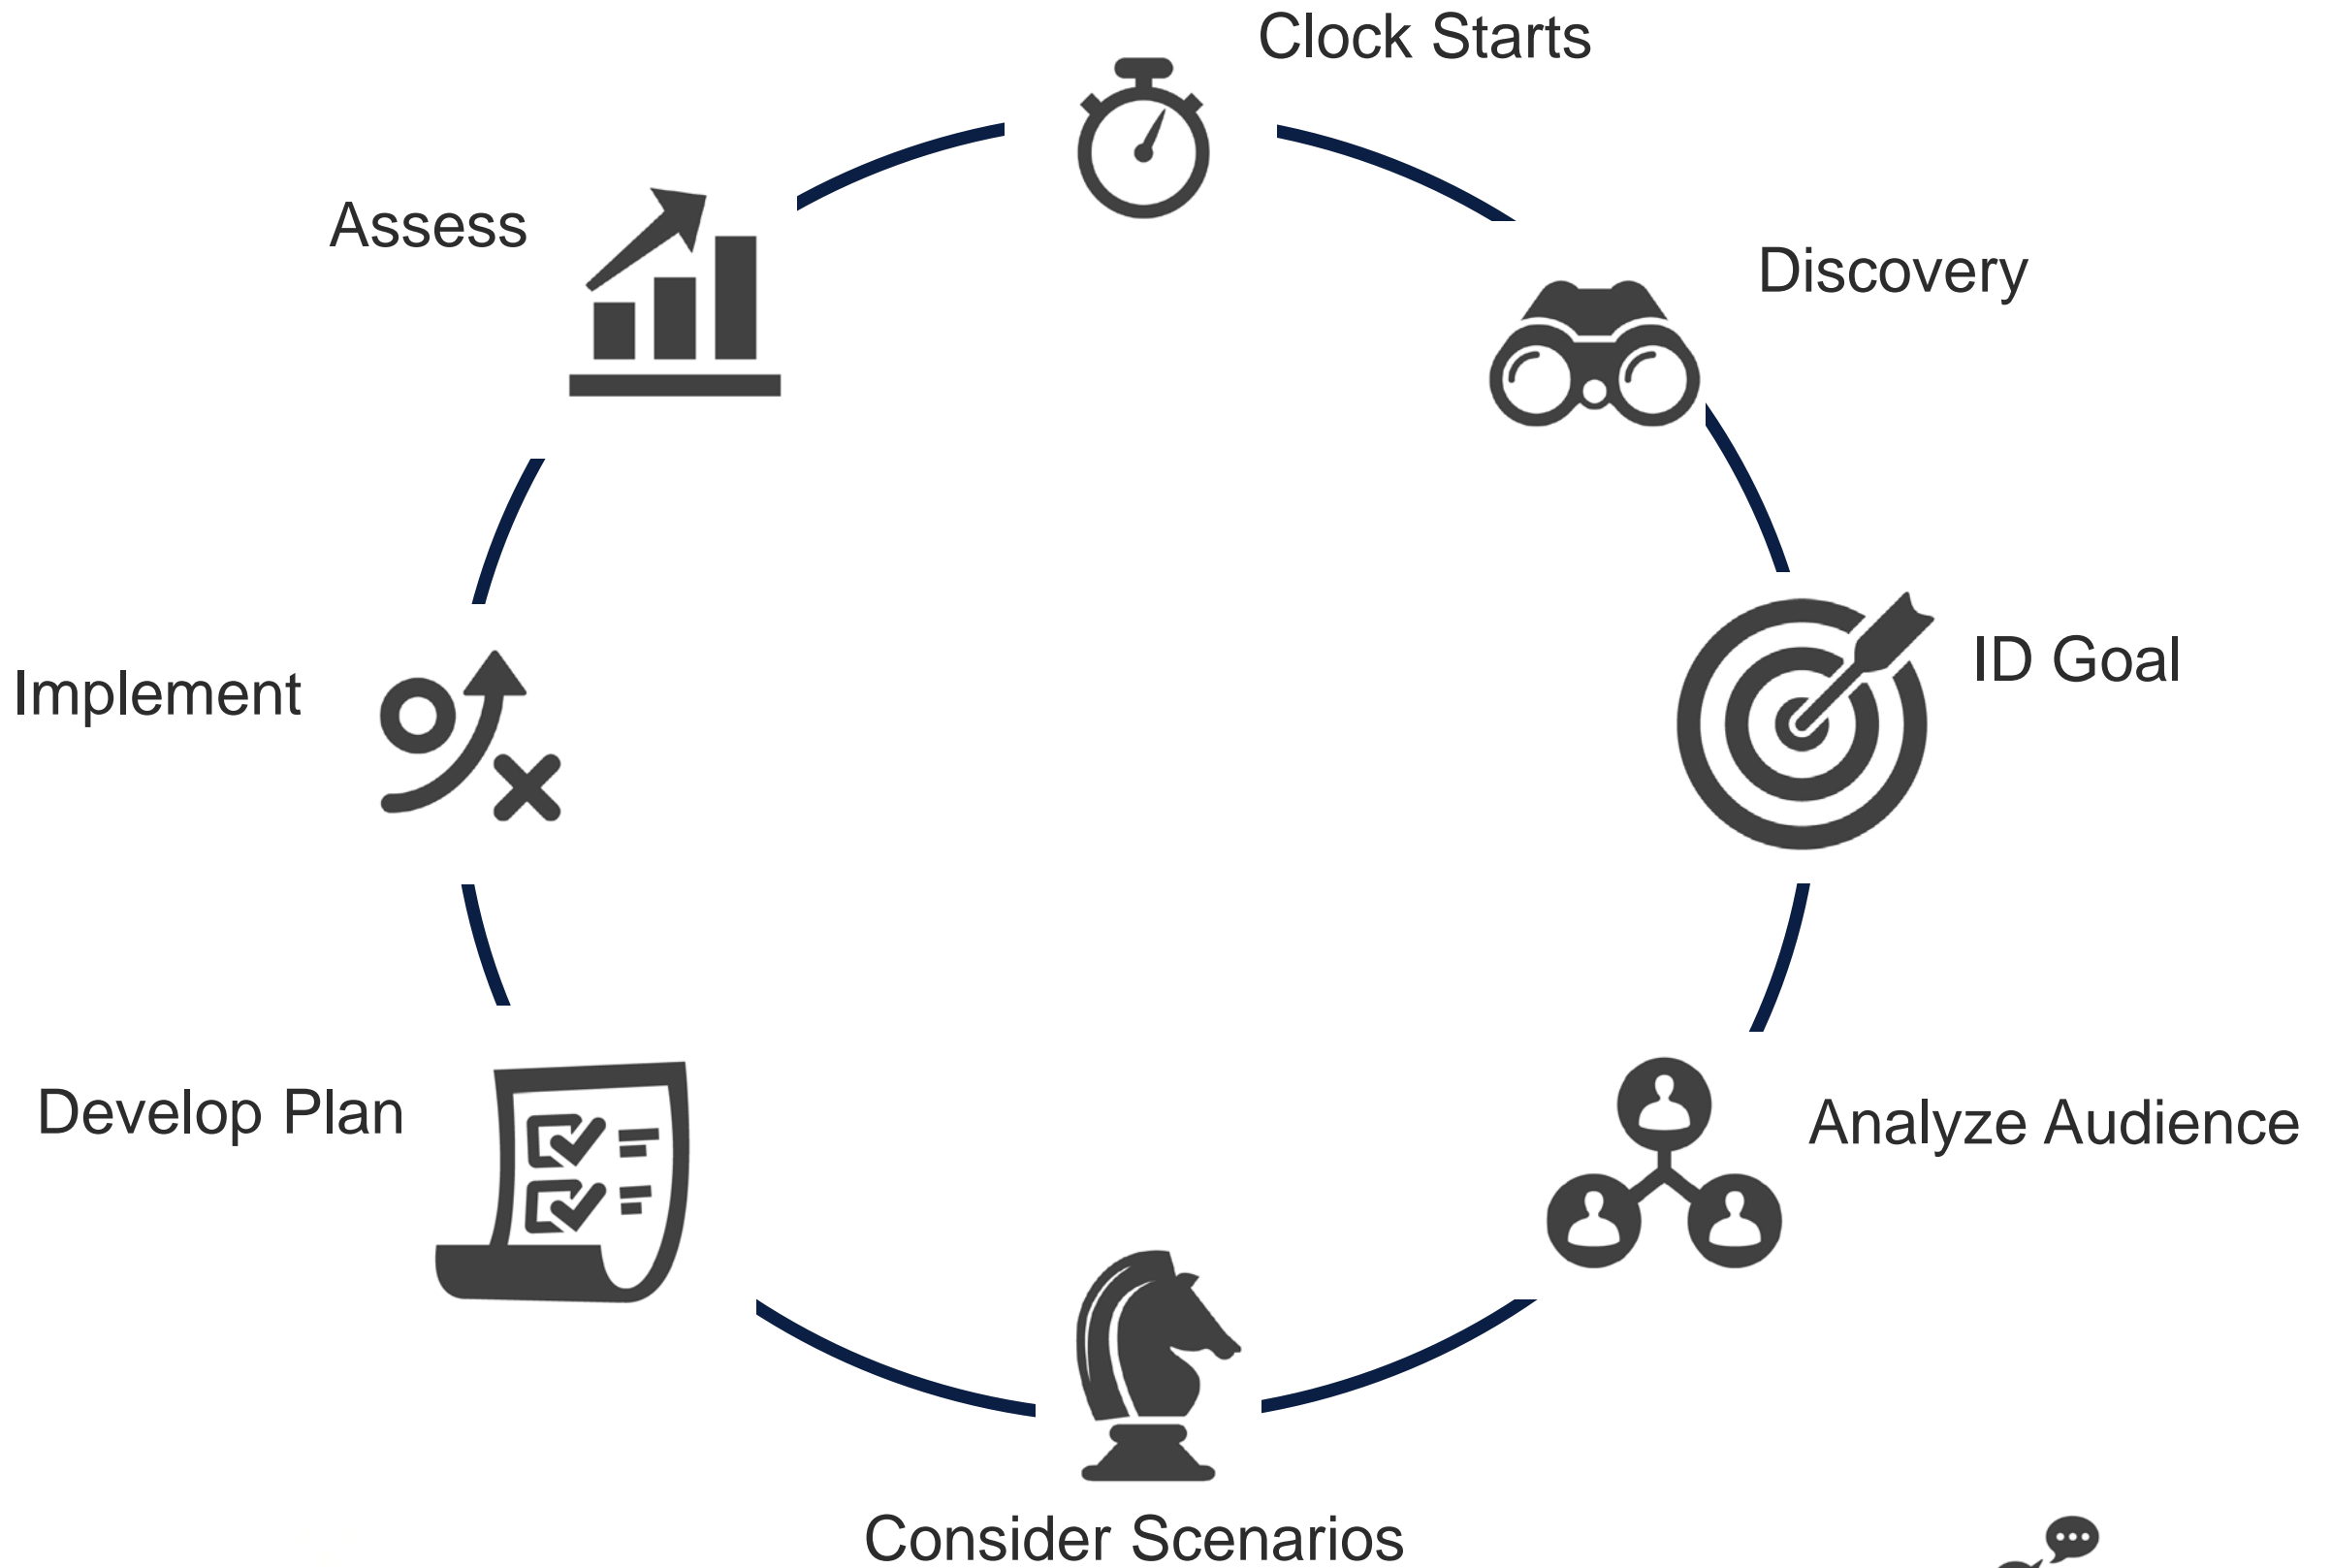 Clock Starts
Discovery
ID Goal
Analyze Audience
Consider Scenarios
Develop Plan
Implement
Assess